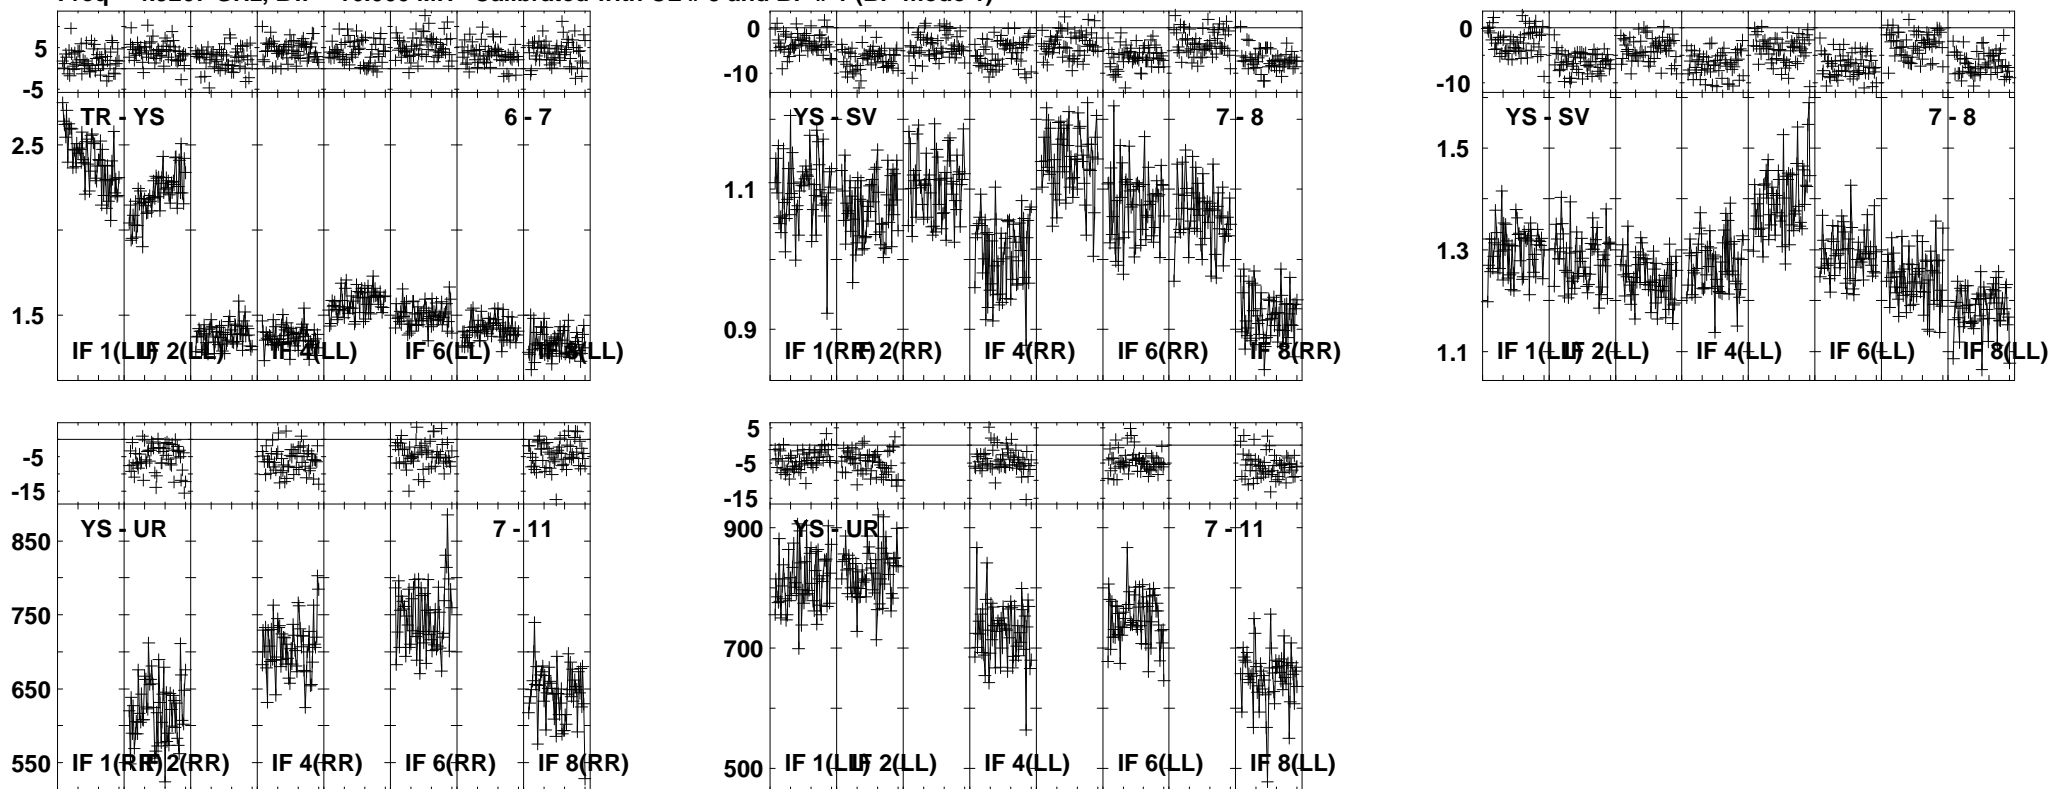 5
-5
TR - YS 6 - 7
2.5
1.5
IF 1(LL) IF 2(LL) IF 4(LL) IF 6(LL) IF 8(LL)
0
-10
YS - SV 7 - 8
1.1
0.9
IF 1(RR) IF 2(RR) IF 4(RR) IF 6(RR) IF 8(RR)
0
-10
YS - SV 7 - 8
1.5
1.3
1.1
IF 1(LL) IF 2(LL) IF 4(LL) IF 6(LL) IF 8(LL)
-5
-15
YS - UR 7 - 11
850
750
650
550
IF 1(RR) IF 2(RR) IF 4(RR) IF 6(RR) IF 8(RR)
5
-5
-15
YS - UR 7 - 11
900
700
500
IF 1(LL) IF 2(LL) IF 4(LL) IF 6(LL) IF 8(LL)